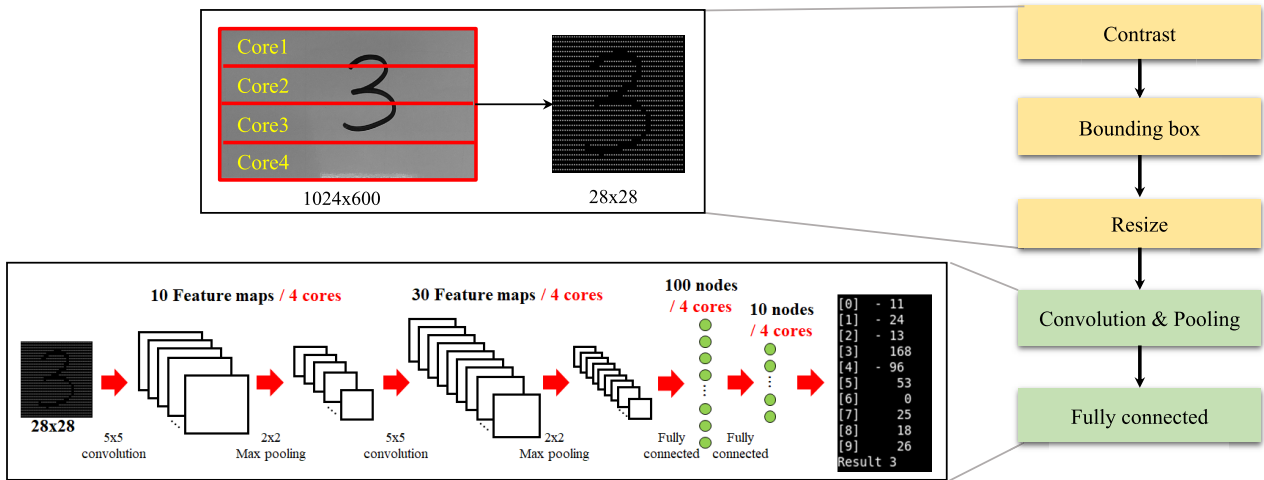 Core1
Core2
Core3
Core4
1024x600
28x28
Contrast
Bounding box
Resize
Convolution & Pooling
Fully connected
10 Feature maps / 4 cores
30 Feature maps / 4 cores
100 nodes
/ 4 cores
10 nodes
/ 4 cores
28x28
5x5
convolution
2x2
Max pooling
5x5
convolution
2x2
Max pooling
Fully
connected
Fully
connected
[0] - 11
[1] - 24
[2] - 13
[3] 168
[4] - 96
[5] 53
[6] 0
[7] 25
[8] 18
[9] 26
Result 3
3